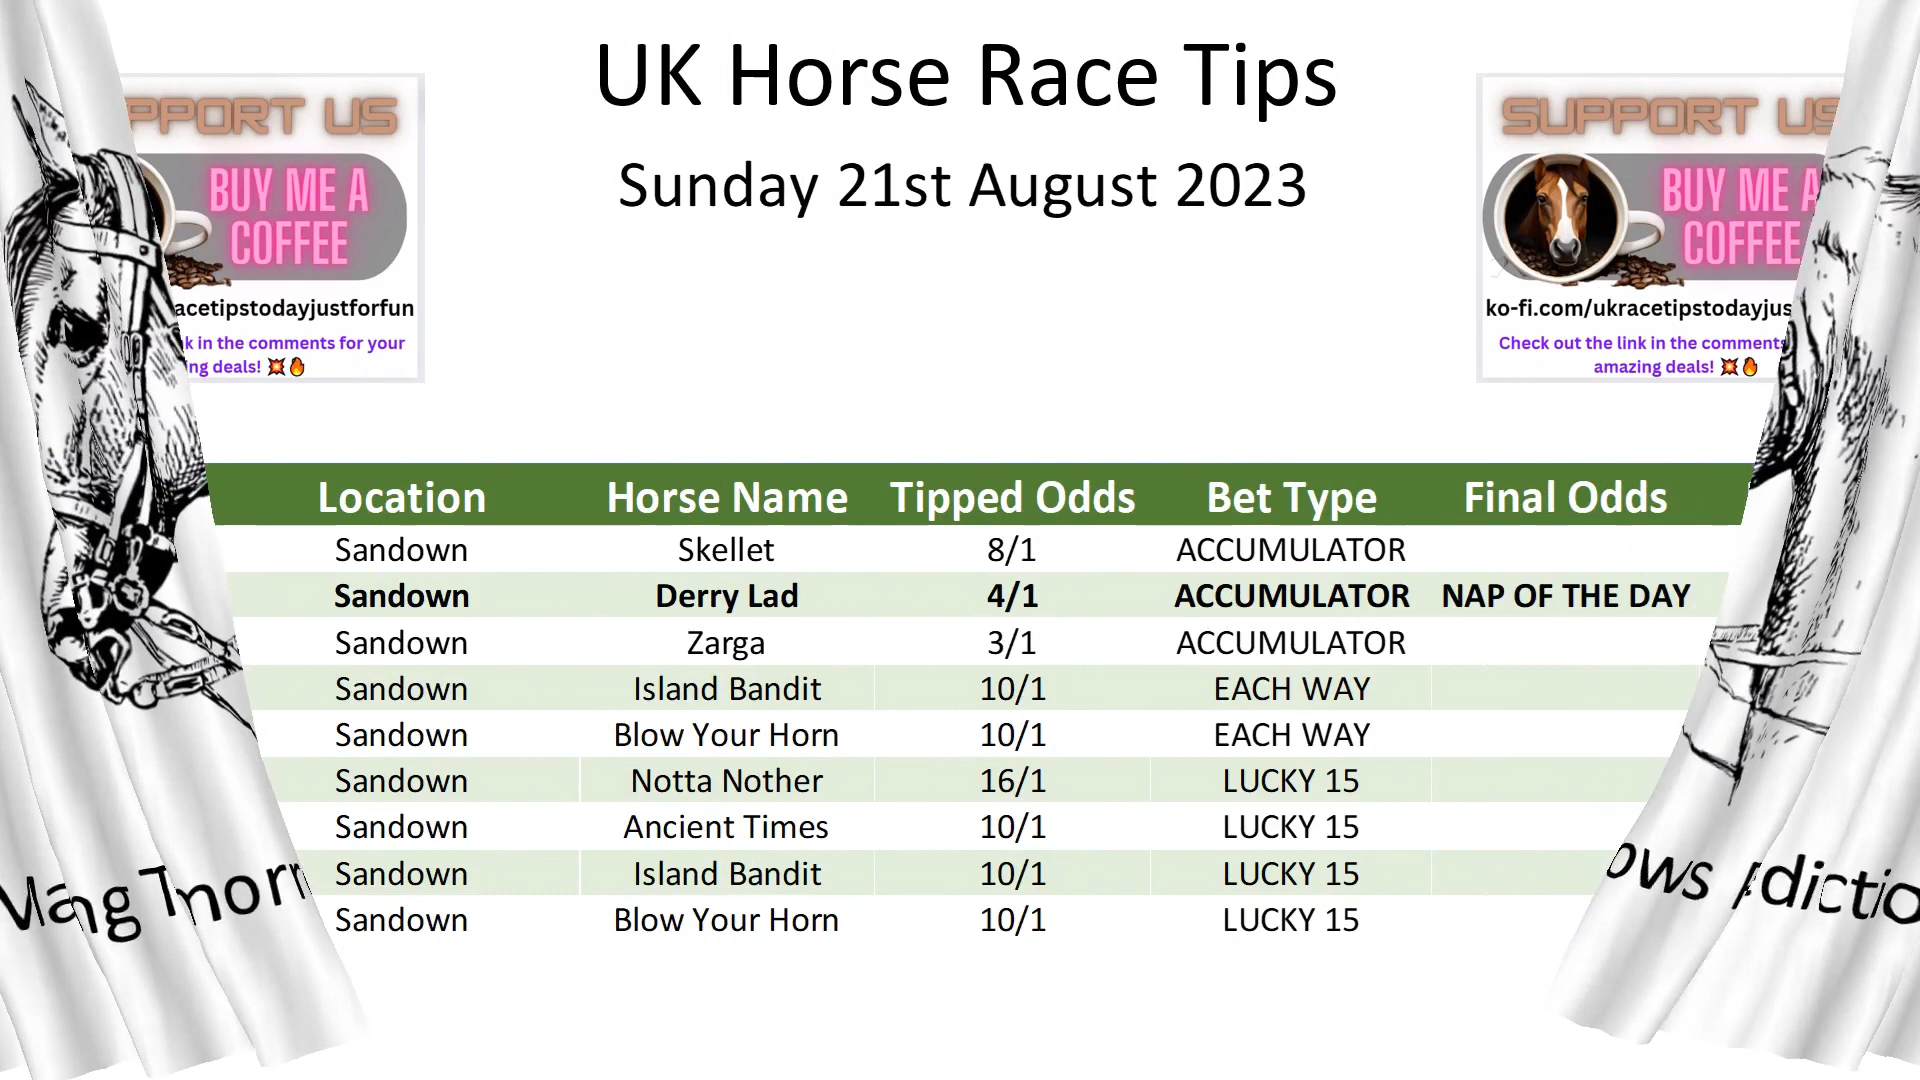 UK Horse Race Tips
Sunday 21st August 2023
PPORT US
BUY ME A
COFFEE
acetipstodayjustforfun
k in the comments for your
ing deals! 💥🔥
SUPPORT US
BUY ME A
COFFEE
ko-fi.com/ukracetipstodayjus
Check out the link in the comments
amazing deals! 💥🔥
Location Horse Name Tipped Odds Bet Type Final Odds
Sandown Skellet 8/1 ACCUMULATOR
Sandown Derry Lad 4/1 ACCUMULATOR NAP OF THE DAY
Sandown Zarga 3/1 ACCUMULATOR
Sandown Island Bandit 10/1 EACH WAY
Sandown Blow Your Horn 10/1 EACH WAY
Sandown Notta Nother 16/1 LUCKY 15
Sandown Ancient Times 10/1 LUCKY 15
Sandown Island Bandit 10/1 LUCKY 15
Sandown Blow Your Horn 10/1 LUCKY 15